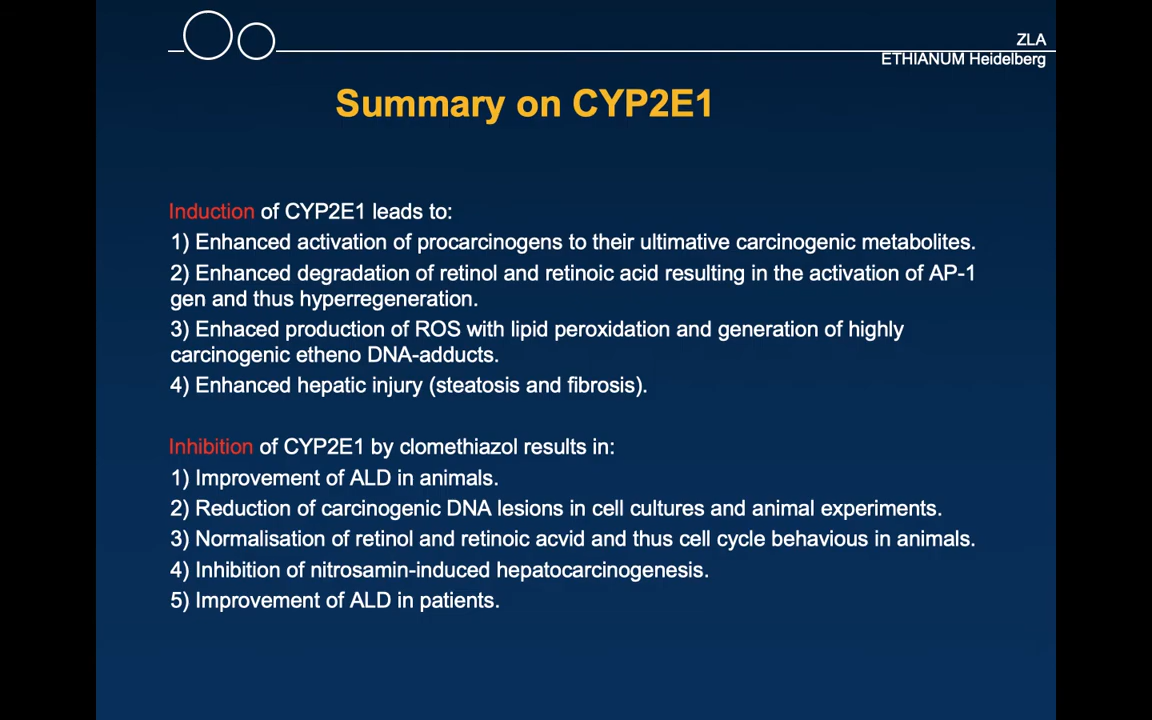 ZLA
ETHIANUM Heidelberg
Summary on CYP2E1
Induction of CYP2E1 leads to:
1) Enhanced activation of procarcinogens to their ultimative carcinogenic metabolites.
2) Enhanced degradation of retinol and retinoic acid resulting in the activation of AP-1
gen and thus hyperregeneration.
3) Enhaced production of ROS with lipid peroxidation and generation of highly
carcinogenic etheno DNA-adducts.
4) Enhanced hepatic injury (steatosis and fibrosis).
Inhibition of CYP2E1 by clomethiazol results in:
1) Improvement of ALD in animals.
2) Reduction of carcinogenic DNA lesions in cell cultures and animal experiments.
3) Normalisation of retinol and retinoic acvid and thus cell cycle behavious in animals.
4) Inhibition of nitrosamin-induced hepatocarcinogenesis.
5) Improvement of ALD in patients.